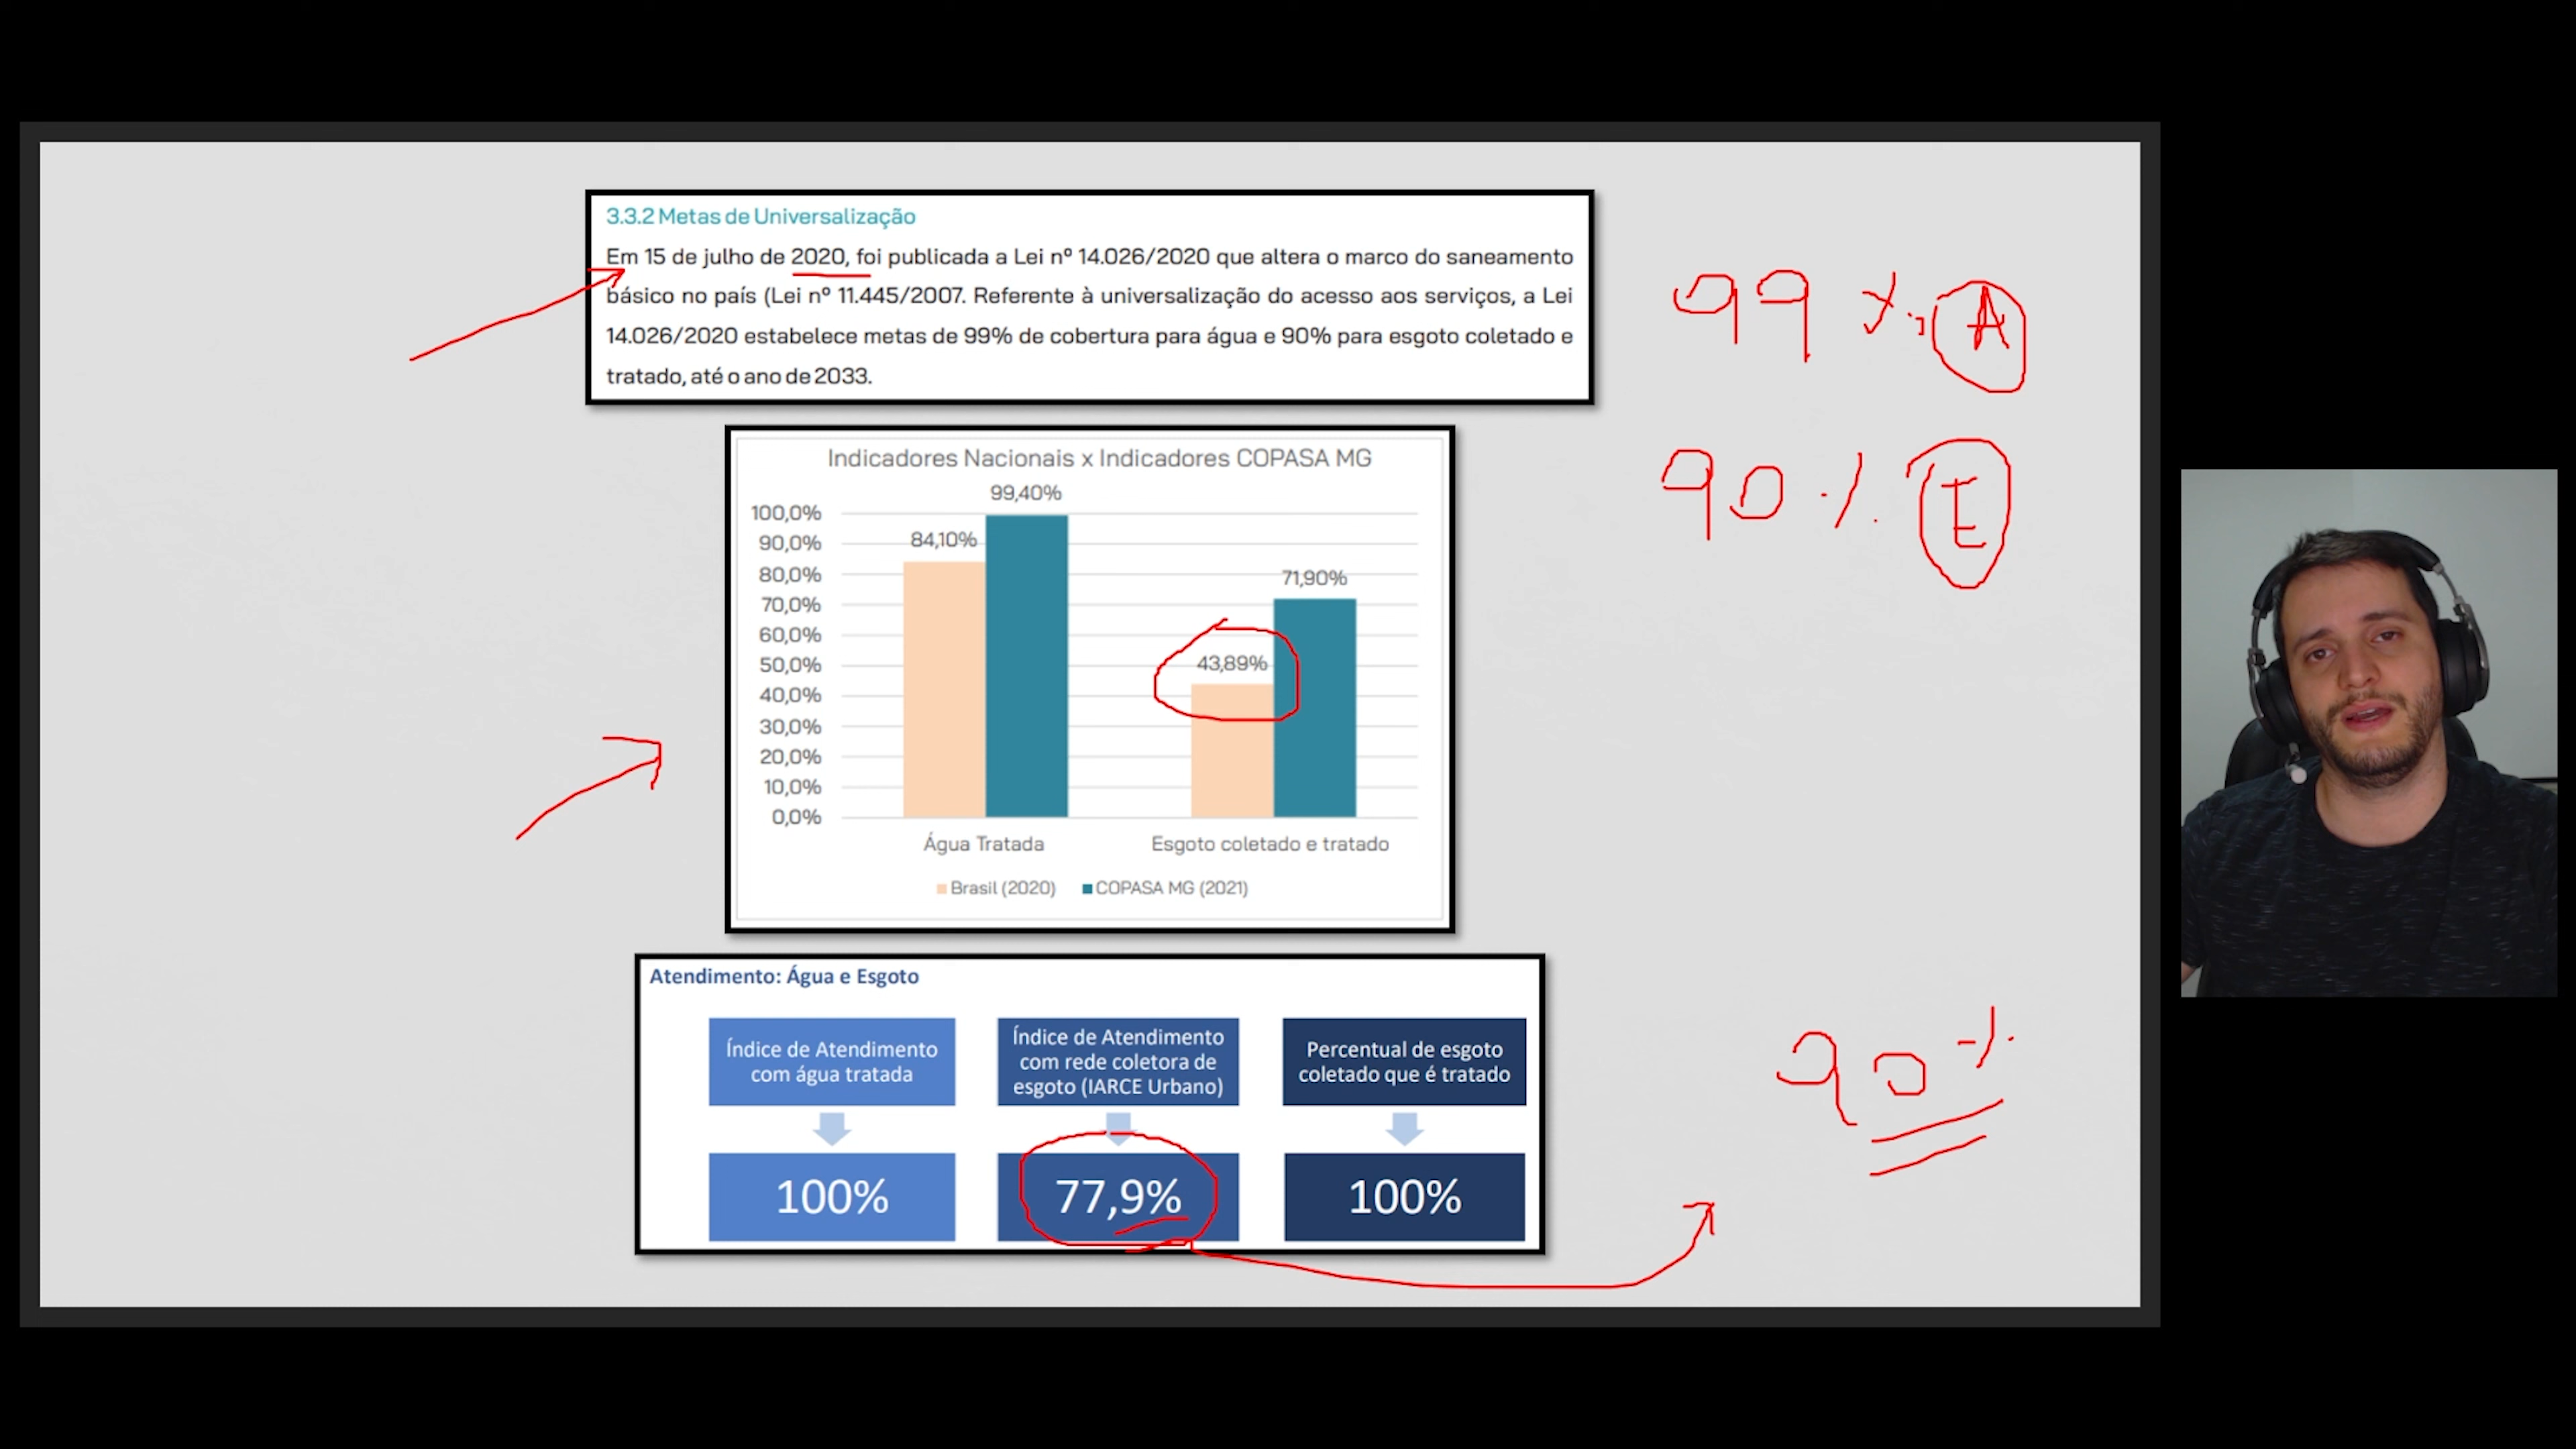 3.3.2 Metas de Universalização
Em 15 de julho de 2020, foi publicada a Lei nº 14.026/2020 que altera o marco do saneamento
básico no país (Lei nº 11.445/2007. Referente à universalização do acesso aos serviços, a Lei
14.026/2020 estabelece metas de 99% de cobertura para água e 90% para esgoto coletado e
tratado, até o ano de 2033.
99 % A
90 % E
Indicadores Nacionais x Indicadores COPASA MG
99,40%
100,0%
84,10%
90,0%
80,0%
71,90%
70,0%
60,0%
43,89%
50,0%
40,0%
30,0%
20,0%
10,0%
0,0%
Água Tratada
Esgoto coletado e tratado
Brasil (2020)
COPASA MG (2021)
Atendimento: Água e Esgoto
Índice de Atendimento
com água tratada
100%
Índice de Atendimento
com rede coletora de
esgoto (IARCE Urbano)
77,9%
Percentual de esgoto
coletado que é tratado
100%
90 %